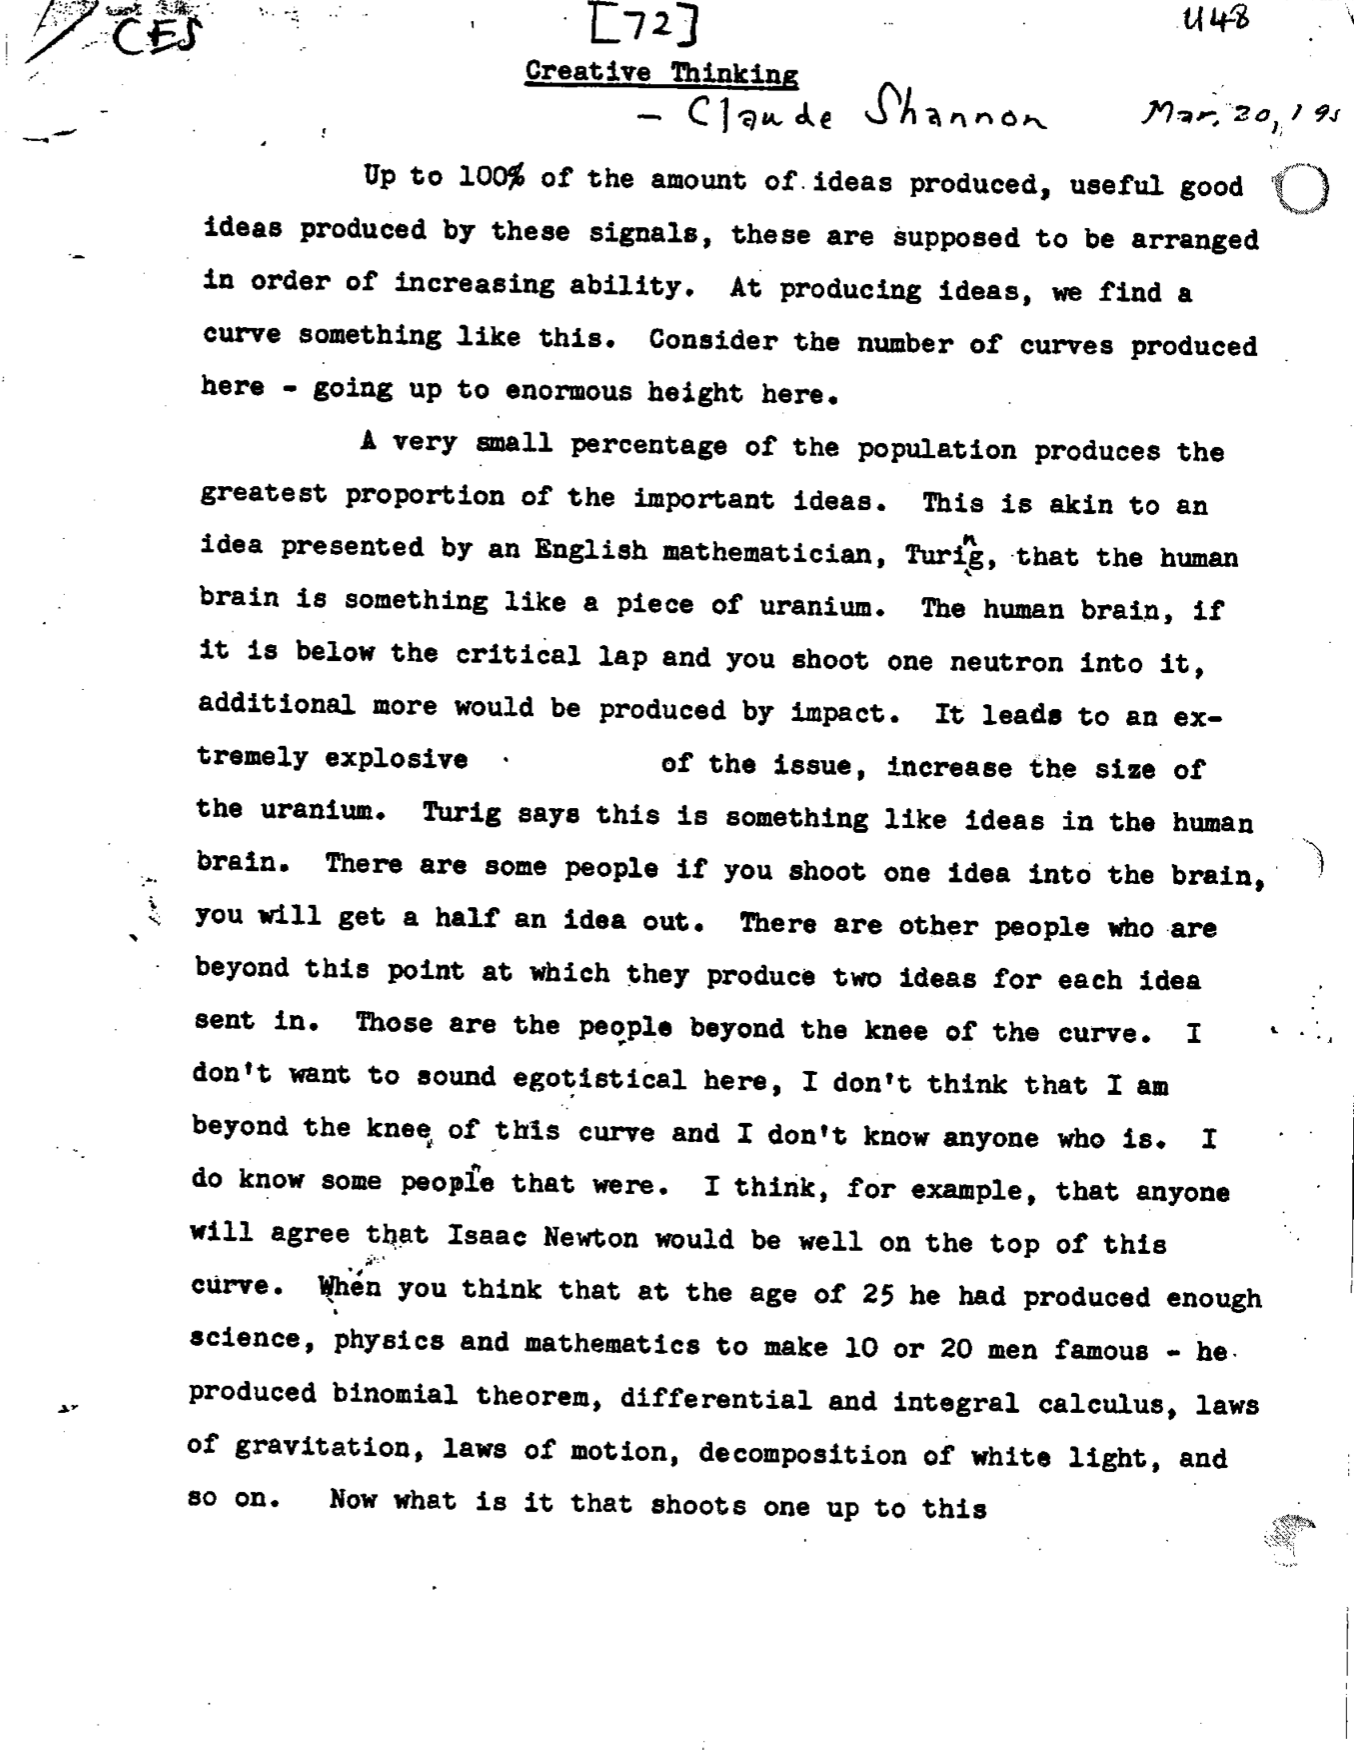 CES
[72]
U48
Creative Thinking
- Claude Shannon
Mar. 20, 195
Up to 100% of the amount of ideas produced, useful good
ideas produced by these signals, these are supposed to be arranged
in order of increasing ability. At producing ideas, we find a
curve something like this. Consider the number of curves produced
here - going up to enormous height here.
A very small percentage of the population produces the
greatest proportion of the important ideas. This is akin to an
idea presented by an English mathematician, Turing, that the human
brain is something like a piece of uranium. The human brain, if
it is below the critical lap and you shoot one neutron into it,
additional more would be produced by impact. It leads to an ex-
tremely explosive of the issue, increase the size of
the uranium. Turig says this is something like ideas in the human
brain. There are some people if you shoot one idea into the brain,
you will get a half an idea out. There are other people who are
beyond this point at which they produce two ideas for each idea
sent in. Those are the people beyond the knee of the curve. I
don't want to sound egotistical here, I don't think that I am
beyond the knee of this curve and I don't know anyone who is. I
do know some people that were. I think, for example, that anyone
will agree that Isaac Newton would be well on the top of this
curve. When you think that at the age of 25 he had produced enough
science, physics and mathematics to make 10 or 20 men famous - he
produced binomial theorem, differential and integral calculus, laws
of gravitation, laws of motion, decomposition of white light, and
so on. Now what is it that shoots one up to this